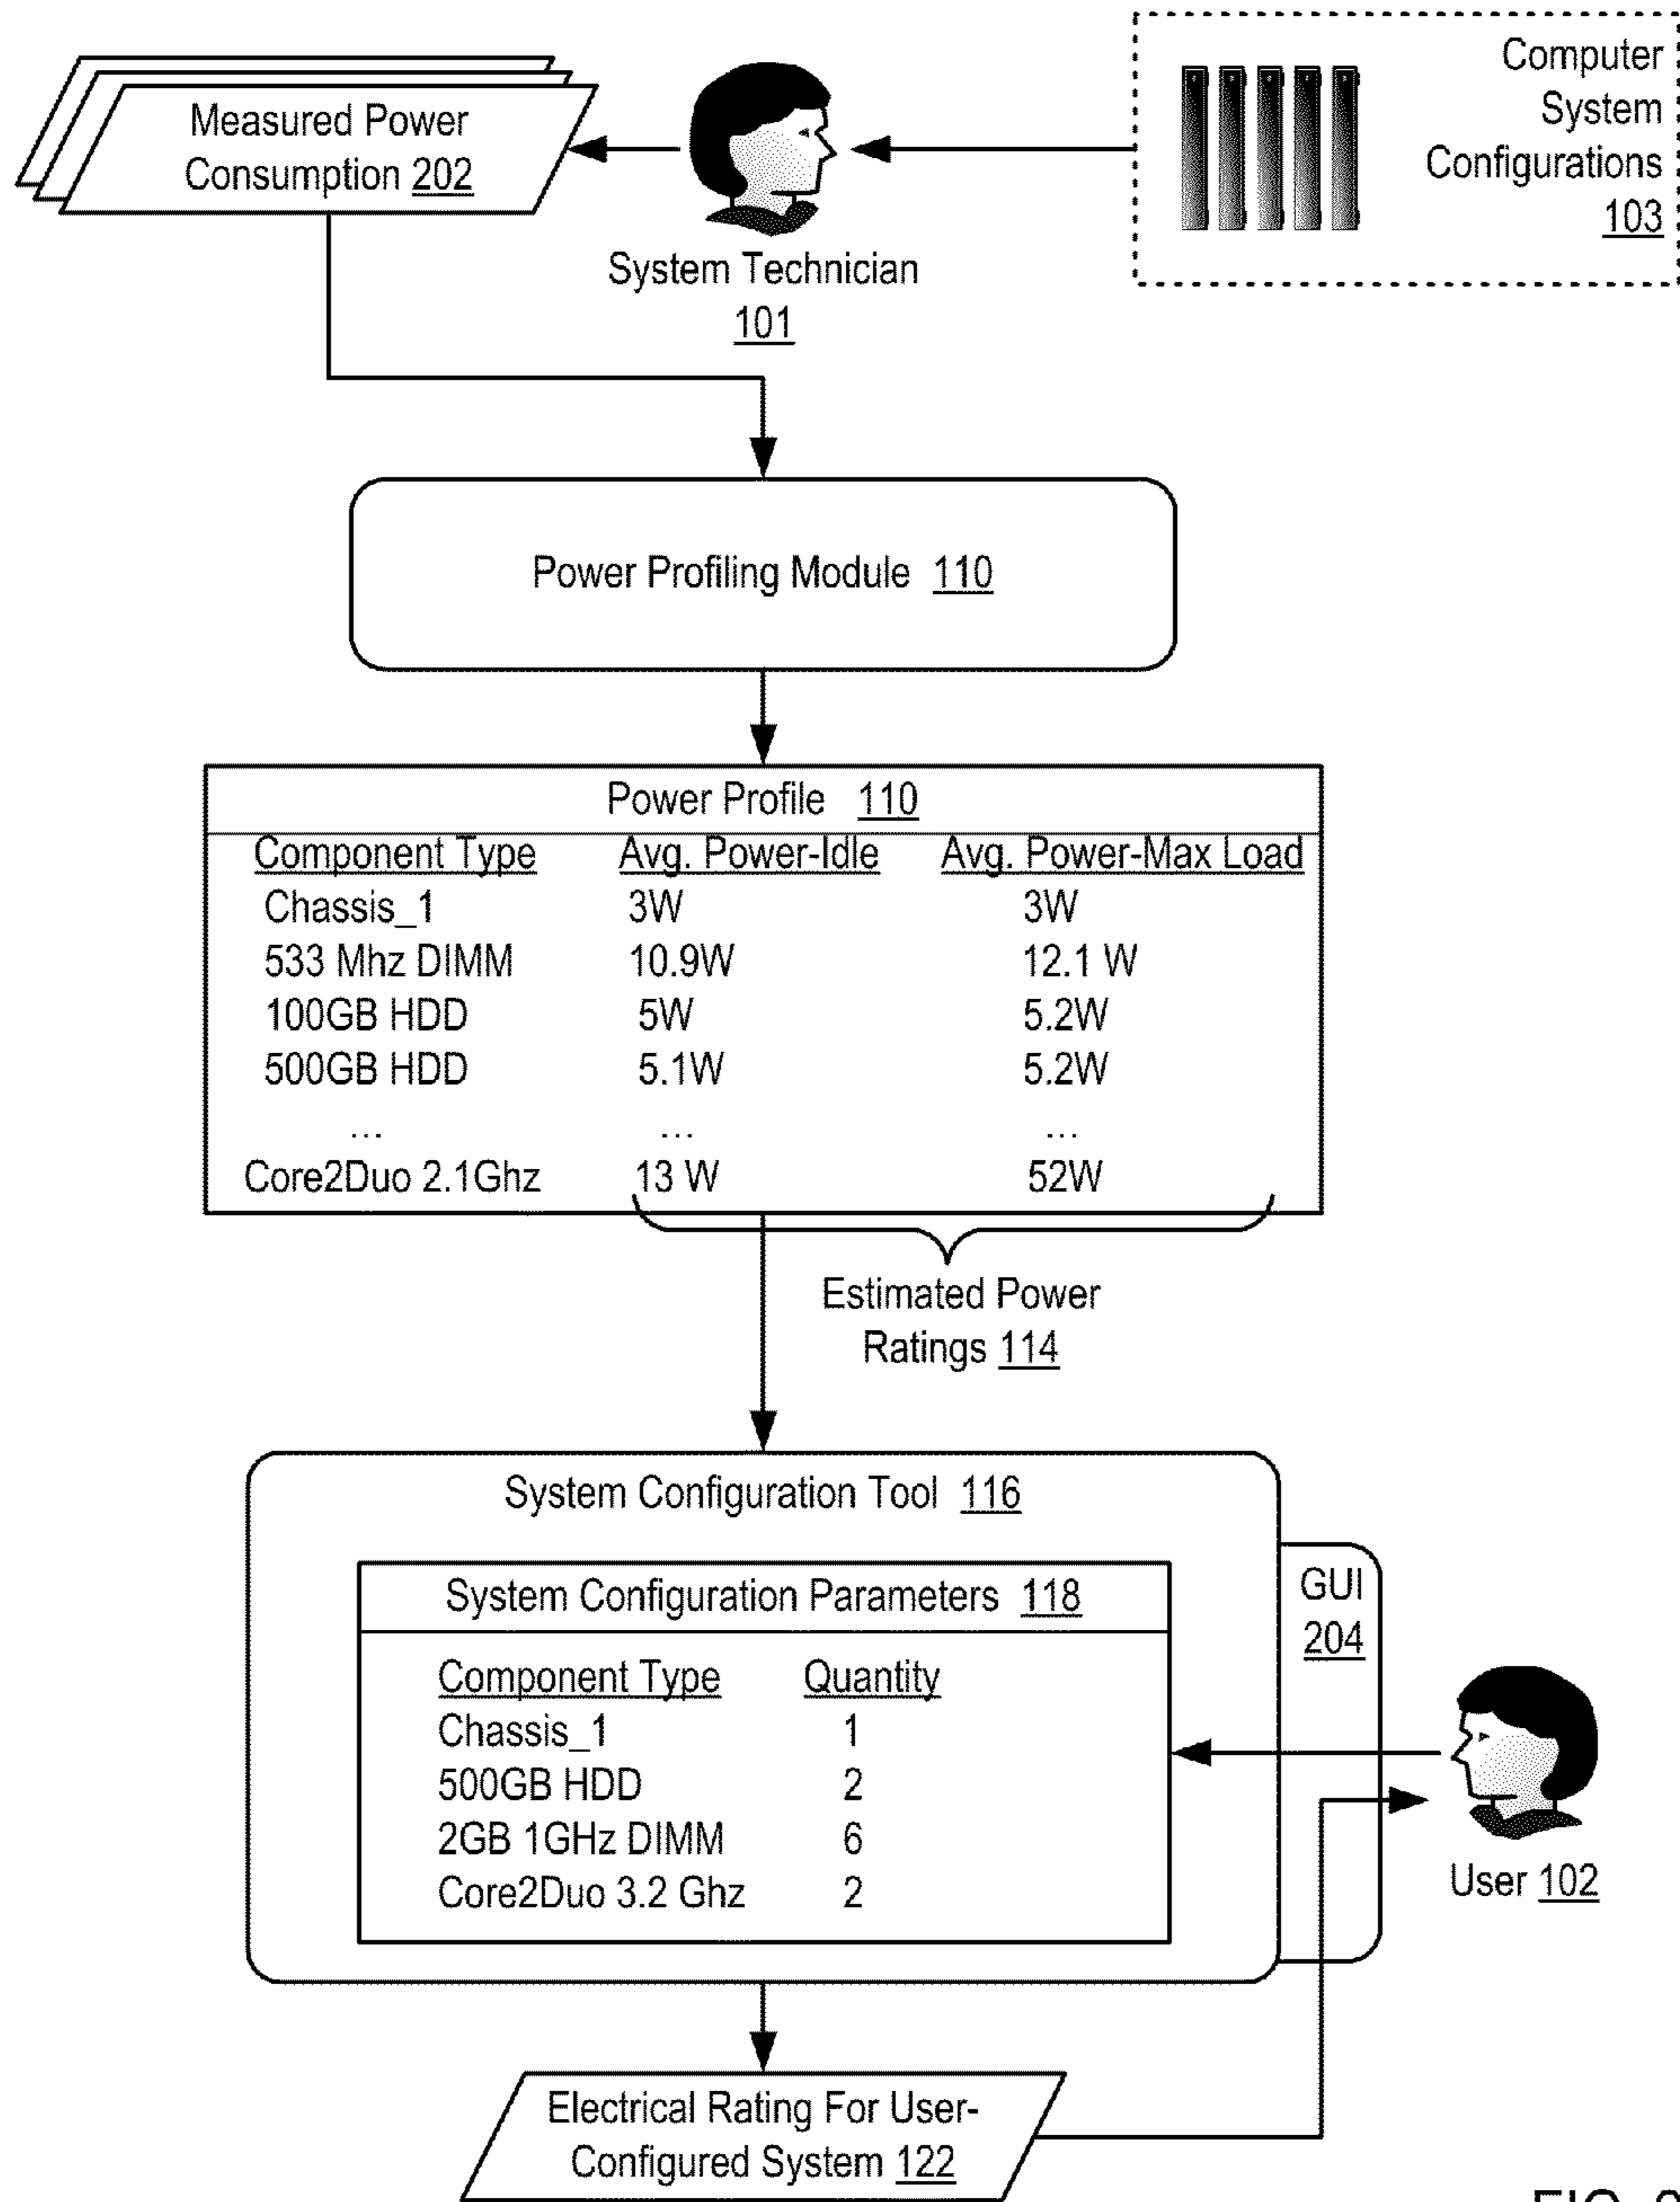 Measured Power
Consumption 202
System Technician
101
Computer
System
Configurations
103
Power Profiling Module 110
Power Profile 110
Component Type Avg. Power-Idle Avg. Power-Max Load
Chassis_1 3W 3W
533 Mhz DIMM 10.9W 12.1 W
100GB HDD 5W 5.2W
500GB HDD 5.1W 5.2W
... ... ...
Core2Duo 2.1Ghz 13 W 52W
Estimated Power
Ratings 114
System Configuration Tool 116
System Configuration Parameters 118
Component Type Quantity
Chassis_1 1
500GB HDD 2
2GB 1GHz DIMM 6
Core2Duo 3.2 Ghz 2
GUI
204
User 102
Electrical Rating For User-
Configured System 122